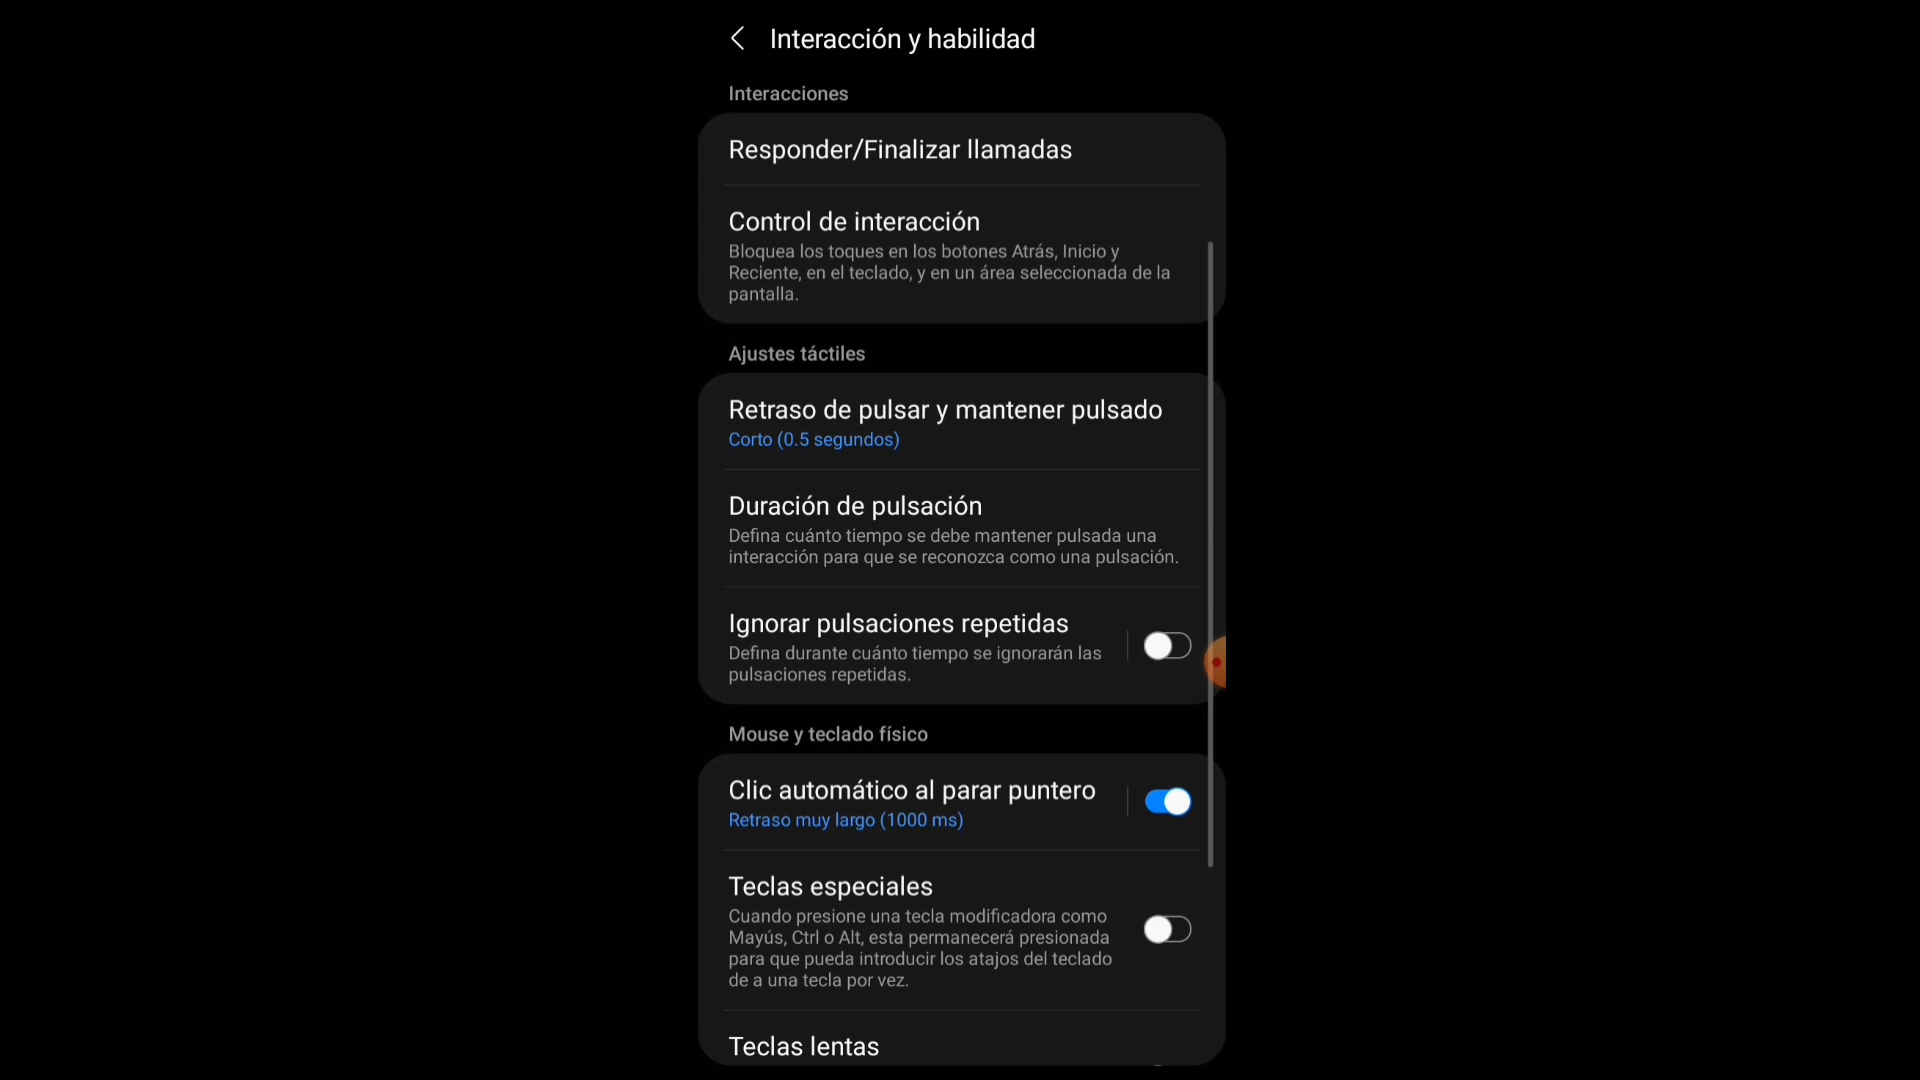 Interacción y habilidad
Interacciones
Responder/Finalizar llamadas
Control de interacción
Bloquea los toques en los botones Atrás, Inicio y
Reciente, en el teclado, y en un área seleccionada de la
pantalla.
Ajustes táctiles
Retraso de pulsar y mantener pulsado
Corto (0.5 segundos)
Duración de pulsación
Defina cuánto tiempo se debe mantener pulsada una
interacción para que se reconozca como una pulsación.
Ignorar pulsaciones repetidas
Defina durante cuánto tiempo se ignorarán las
pulsaciones repetidas.
Mouse y teclado físico
Clic automático al parar puntero
Retraso muy largo (1000 ms)
Teclas especiales
Cuando presione una tecla modificadora como
Mayús, Ctrl o Alt, esta permanecerá presionada
para que pueda introducir los atajos del teclado
de a una tecla por vez.
Teclas lentas